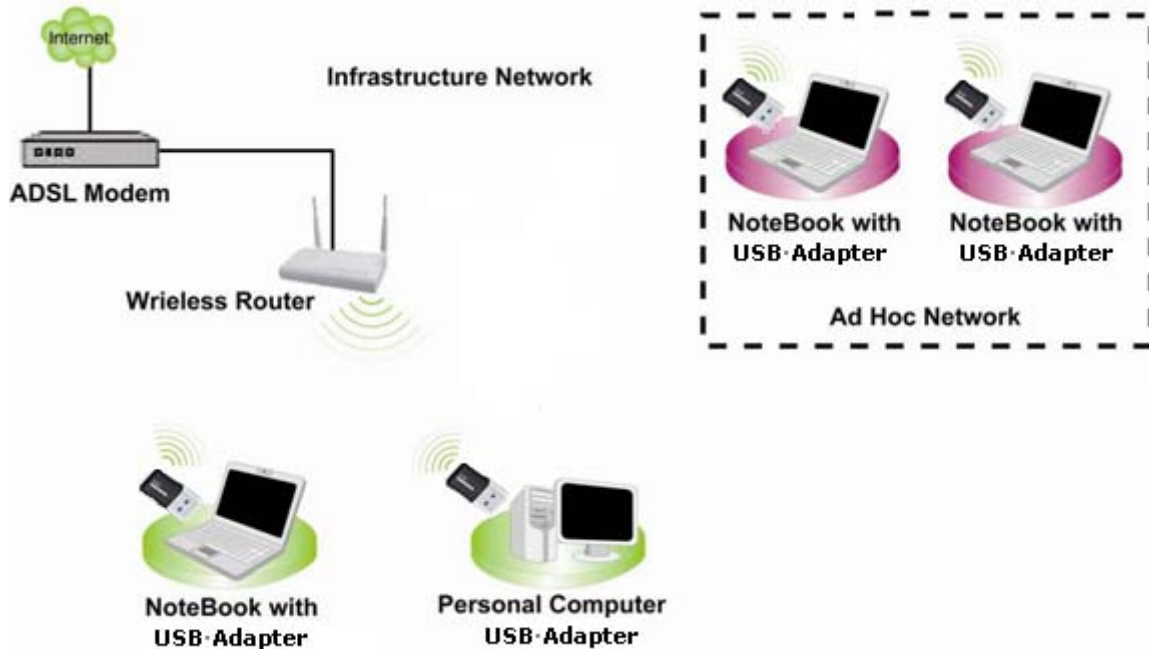 Internet
Infrastructure Network
ADSL Modem
Wrieless Router
NoteBook with
USB·Adapter
NoteBook with
USB·Adapter
Ad Hoc Network
NoteBook with
USB·Adapter
Personal Computer
USB·Adapter